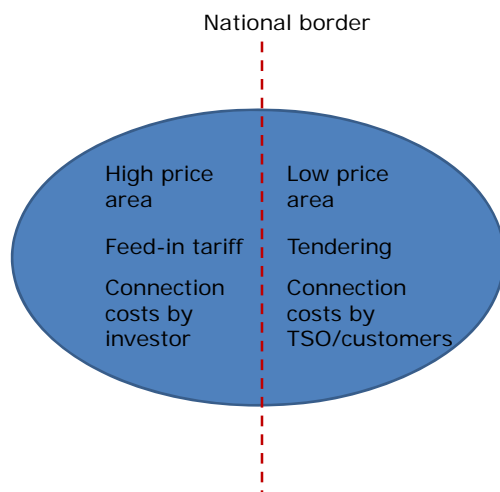 National border
High price
area
Feed-in tariff
Connection
costs by
investor
Low price
area
Tendering
Connection
costs by
TSO/customers